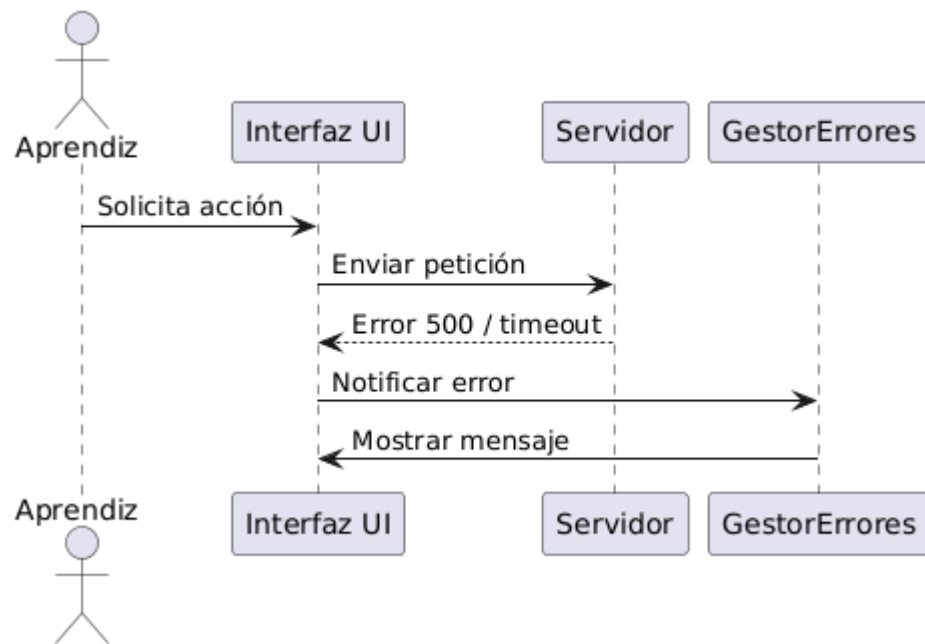 Aprendiz
Interfaz UI
Servidor
GestorErrores
Solicita acción
Enviar petición
Error 500 / timeout
Notificar error
Mostrar mensaje
Aprendiz
Interfaz UI
Servidor
GestorErrores